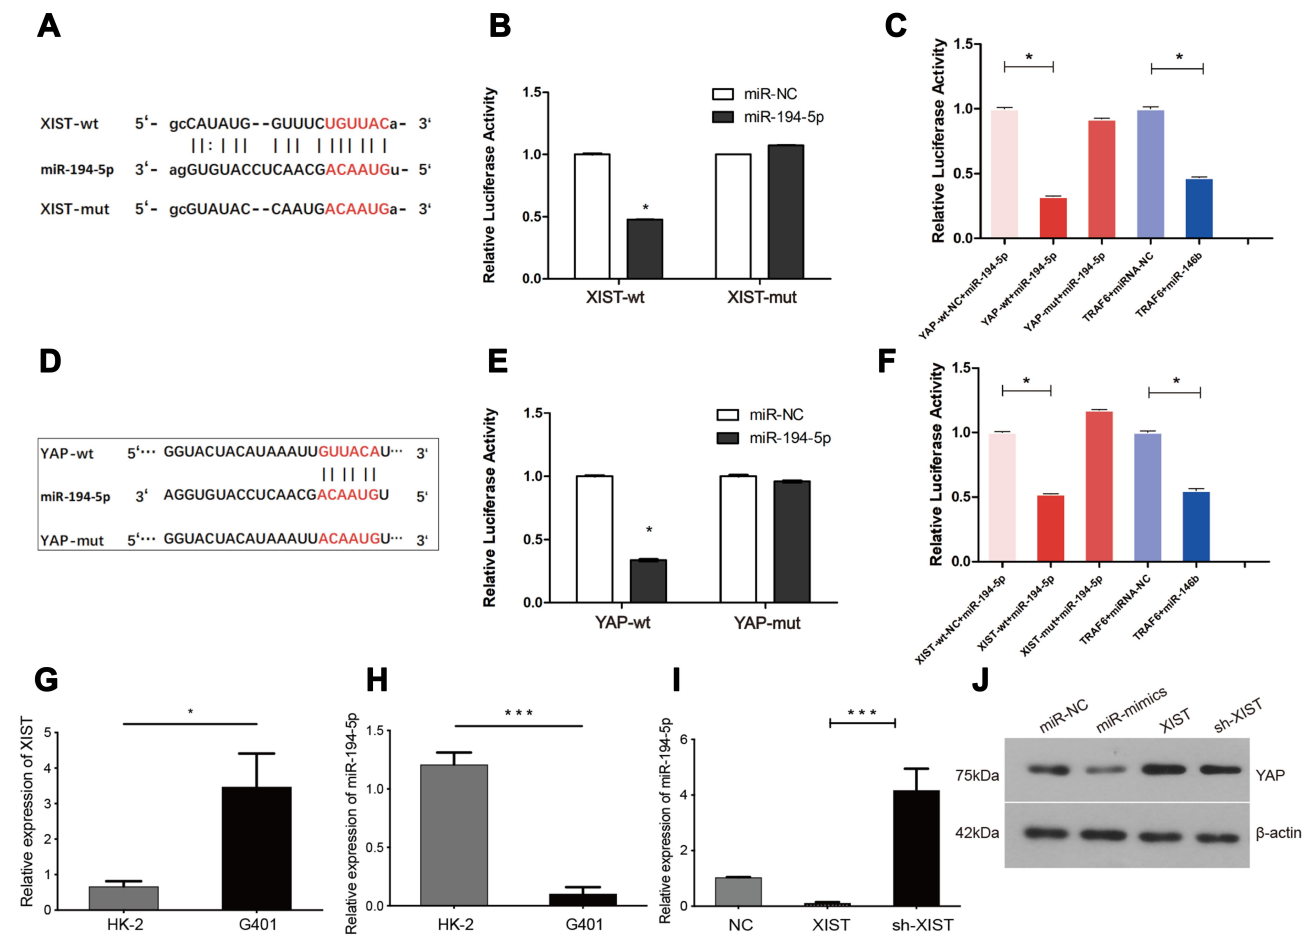 A
XIST-wt 5‘- gcCAUAUG--GUUUCUGUUACa- 3‘
miR-194-5p 3‘- agGUGUACCUCAACGACAAUGu- 5‘
XIST-mut 5‘- gcGUAUAC--CAAUGACAAUGa- 3‘
B
Relative Luciferase Activity
1.5
1.0
0.5
0.0
miR-NC
miR-194-5p
*
XIST-wt XIST-mut
C
Relative Luciferase Activity
1.5
1.0
0.5
0.0
* *
YAP-wt-NC+miR-194-5p
YAP-wt+miR-194-5p
YAP-mut+miR-194-5p
TRAF6+miRNA-NC
TRAF6+miR-146b
D
YAP-wt 5‘··· GGUACUACAUAAAUUGUUACAU··· 3‘
miR-194-5p 3‘ AGGUGUACCUCAACGACAAUGU 5‘
YAP-mut 5‘··· GGUACUACAUAAAUUACAAUGU··· 3‘
E
Relative Luciferase Activity
1.5
1.0
0.5
0.0
miR-NC
miR-194-5p
*
YAP-wt YAP-mut
F
Relative Luciferase Activity
1.5
1.0
0.5
0.0
* *
XIST-wt-NC+miR-194-5p
XIST-wt+miR-194-5p
XIST-mut+miR-194-5p
TRAF6+miRNA-NC
TRAF6+miR-146b
G
Relative expression of XIST
5
4
3
2
1
0
*
HK-2 G401
H
Relative expression of miR-194-5p
1.5
1.0
0.5
0.0
***
HK-2 G401
I
Relative expression of miR-194-5p
6
4
2
0
***
NC XIST sh-XIST
J
miR-NC miR-mimics XIST sh-XIST
75kDa YAP
42kDa β-actin